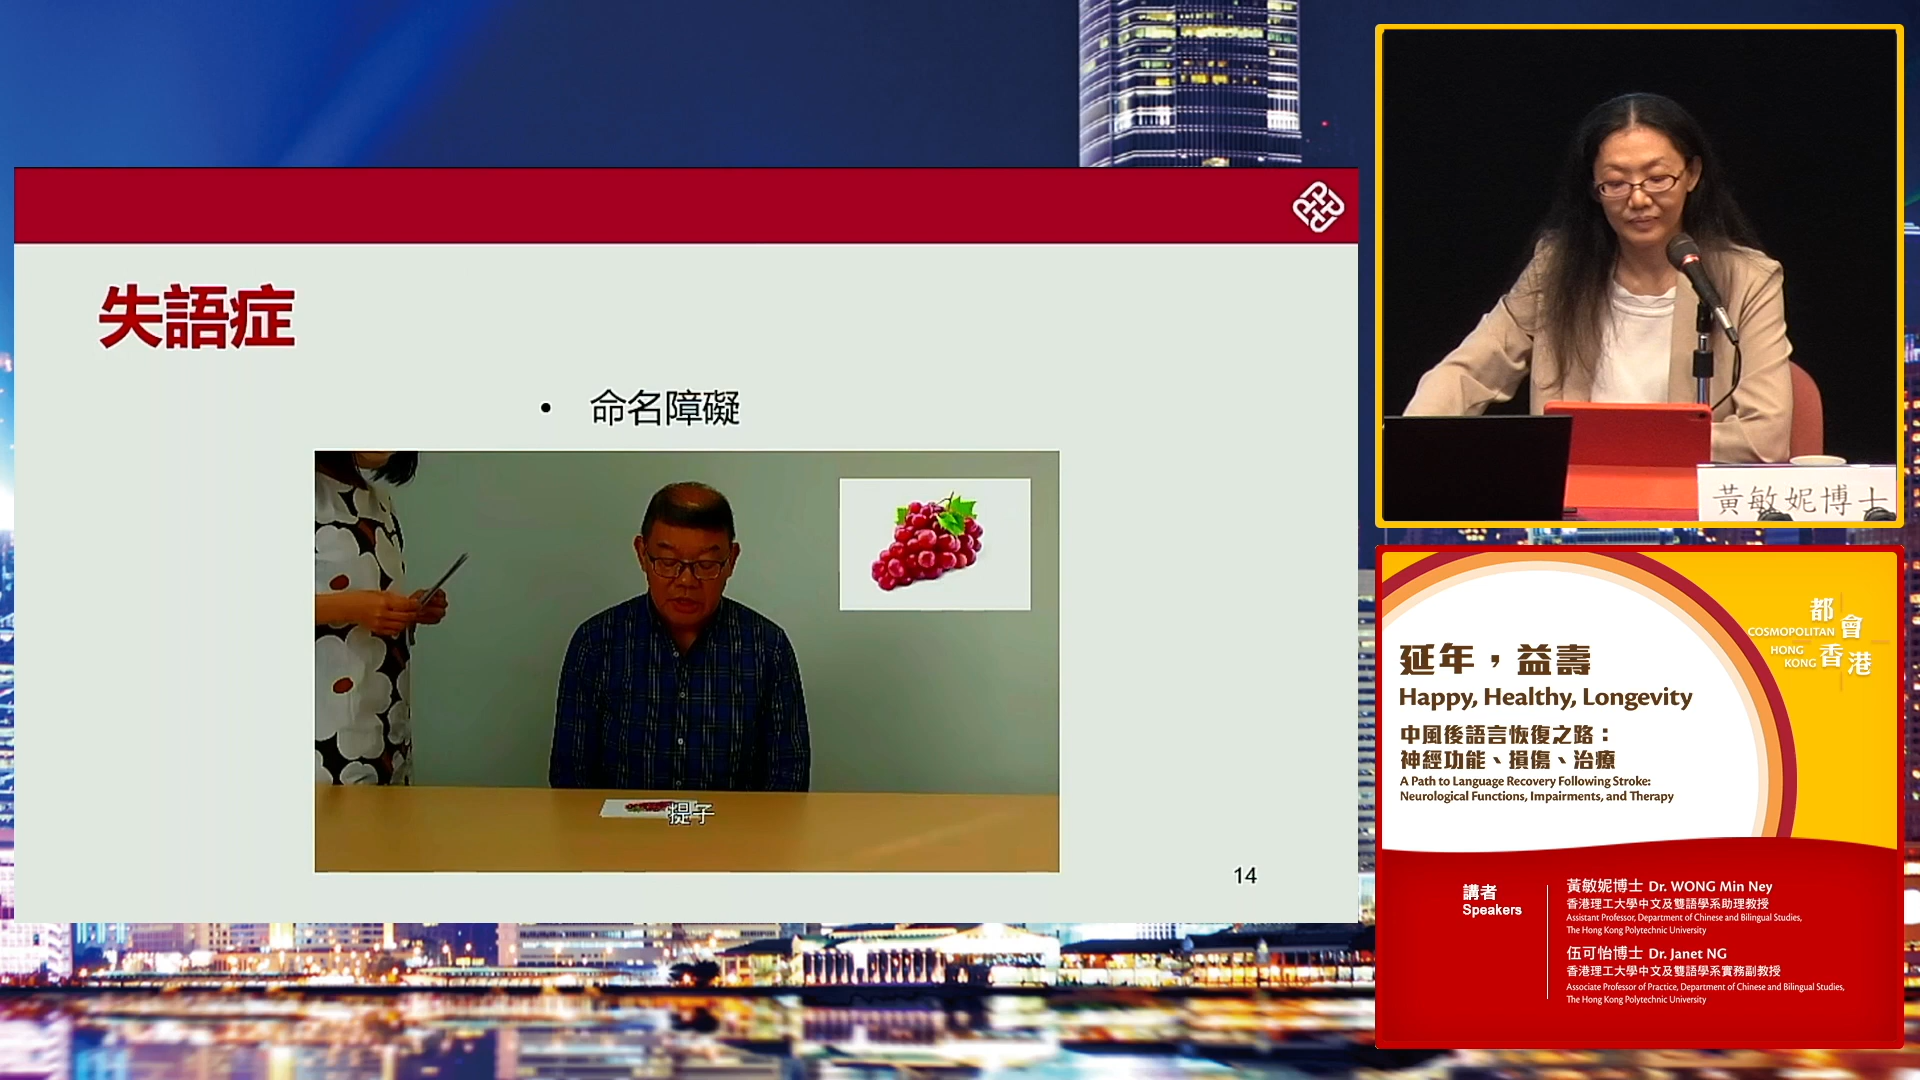 失語症
• 命名障礙
提子
14
黃敏妮博士
都會香港
COSMOPOLITAN
HONG
KONG
延年，益壽
Happy, Healthy, Longevity
中風後語言恢復之路：
神經功能、損傷、治療
A Path to Language Recovery Following Stroke:
Neurological Functions, Impairments, and Therapy
講者
Speakers
黃敏妮博士 Dr. WONG Min Ney
香港理工大學中文及雙語學系助理教授
Assistant Professor, Department of Chinese and Bilingual Studies,
The Hong Kong Polytechnic University
伍可怡博士 Dr. Janet NG
香港理工大學中文及雙語學系實務副教授
Associate Professor of Practice, Department of Chinese and Bilingual Studies,
The Hong Kong Polytechnic University